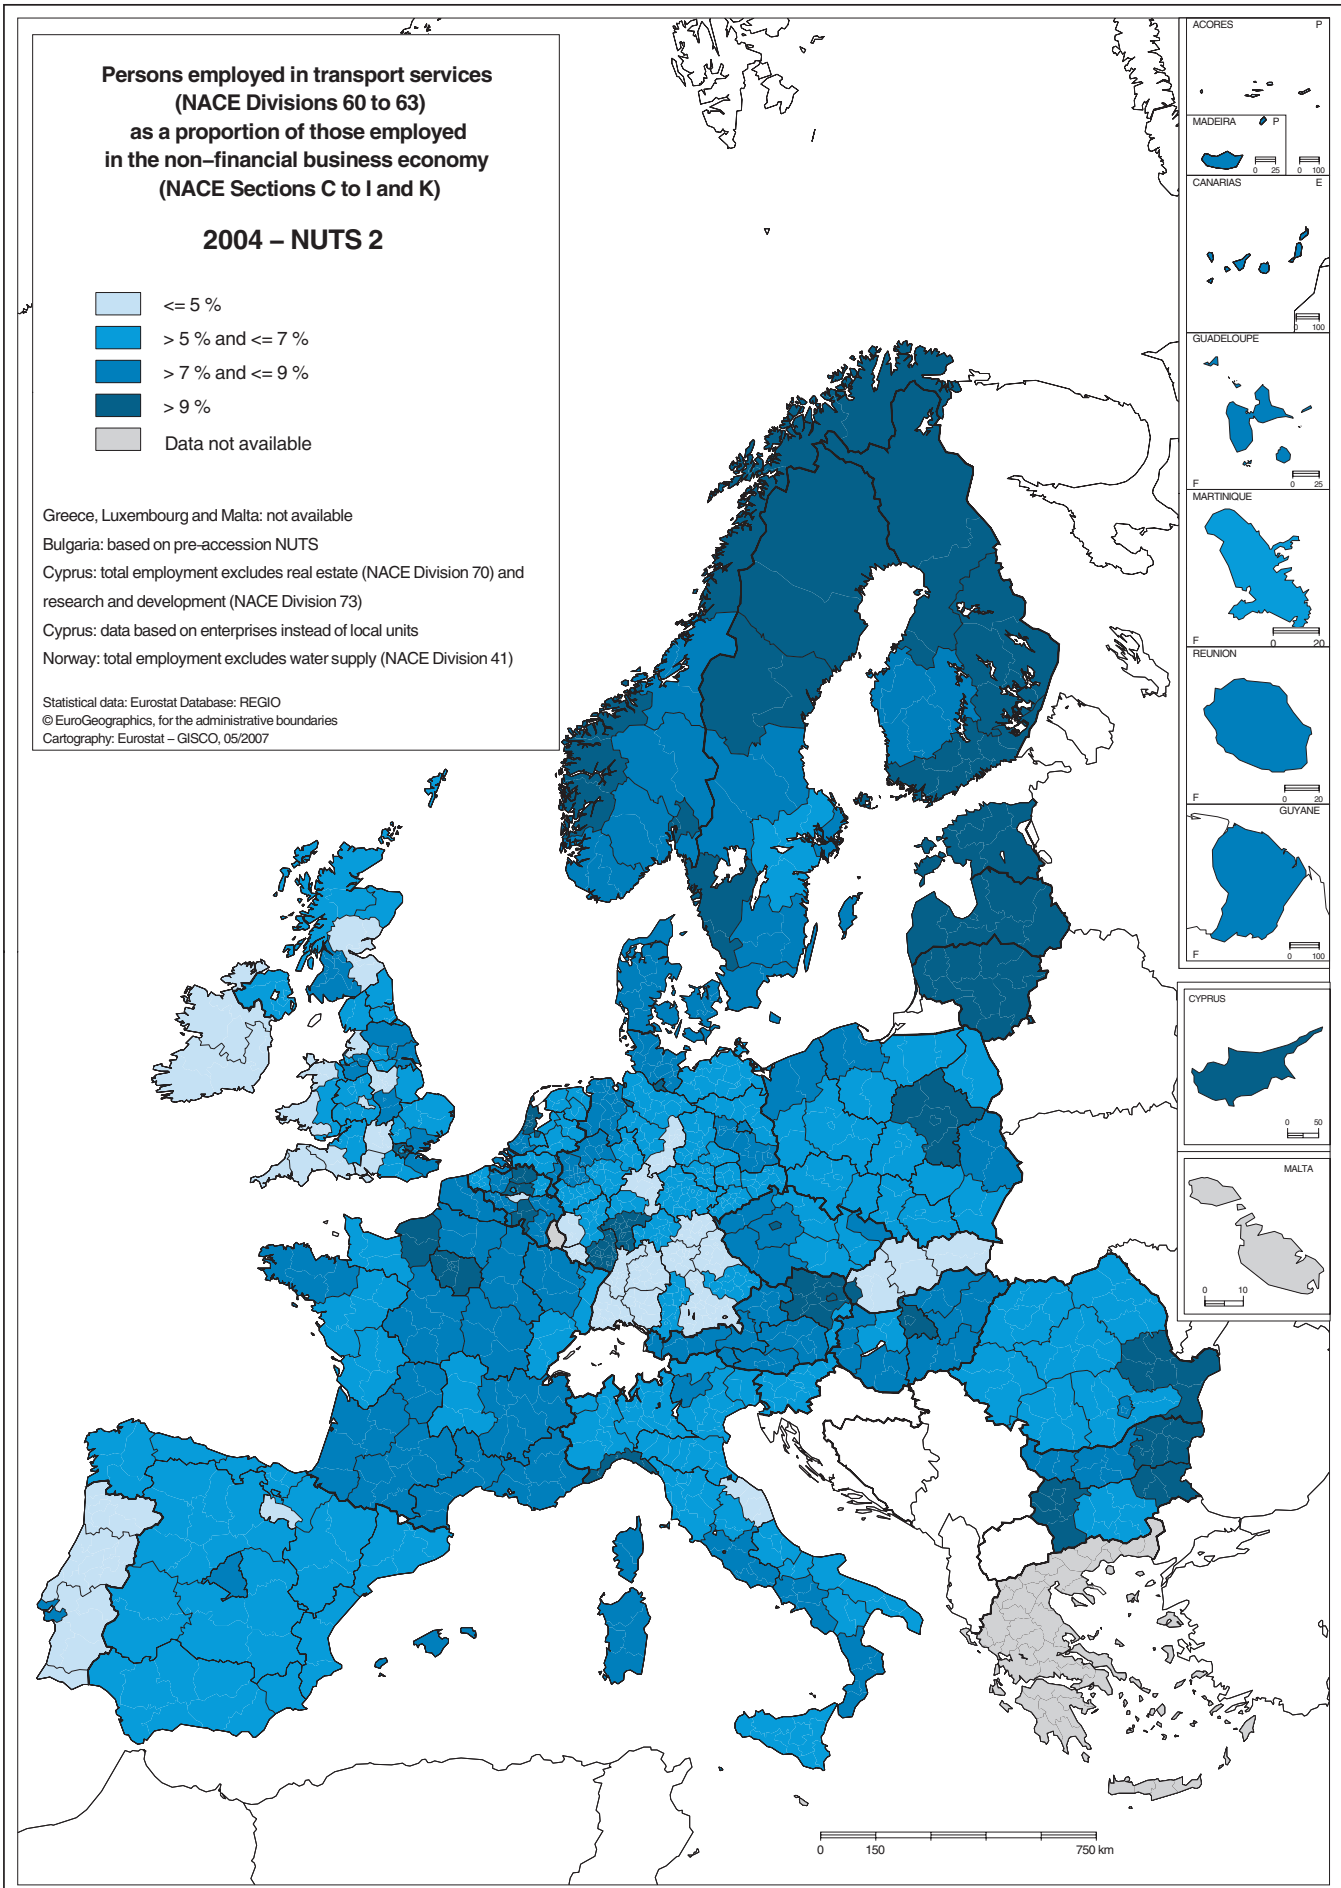 Persons employed in transport services
(NACE Divisions 60 to 63)
as a proportion of those employed
in the non–financial business economy
(NACE Sections C to I and K)
2004 – NUTS 2
<= 5 %
> 5 % and <= 7 %
> 7 % and <= 9 %
> 9 %
Data not available
Greece, Luxembourg and Malta: not available
Bulgaria: based on pre-accession NUTS
Cyprus: total employment excludes real estate (NACE Division 70) and
research and development (NACE Division 73)
Cyprus: data based on enterprises instead of local units
Norway: total employment excludes water supply (NACE Division 41)
Statistical data: Eurostat Database: REGIO
© EuroGeographics, for the administrative boundaries
Cartography: Eurostat – GISCO, 05/2007
ACORES P
MADEIRA P
0 25 0 100
CANARIAS E
0 100
GUADELOUPE
F 0 25
MARTINIQUE
F 0 20
REUNION
F 0 20
GUYANE
F 0 100
CYPRUS
0 50
MALTA
0 10
0 150 750 km